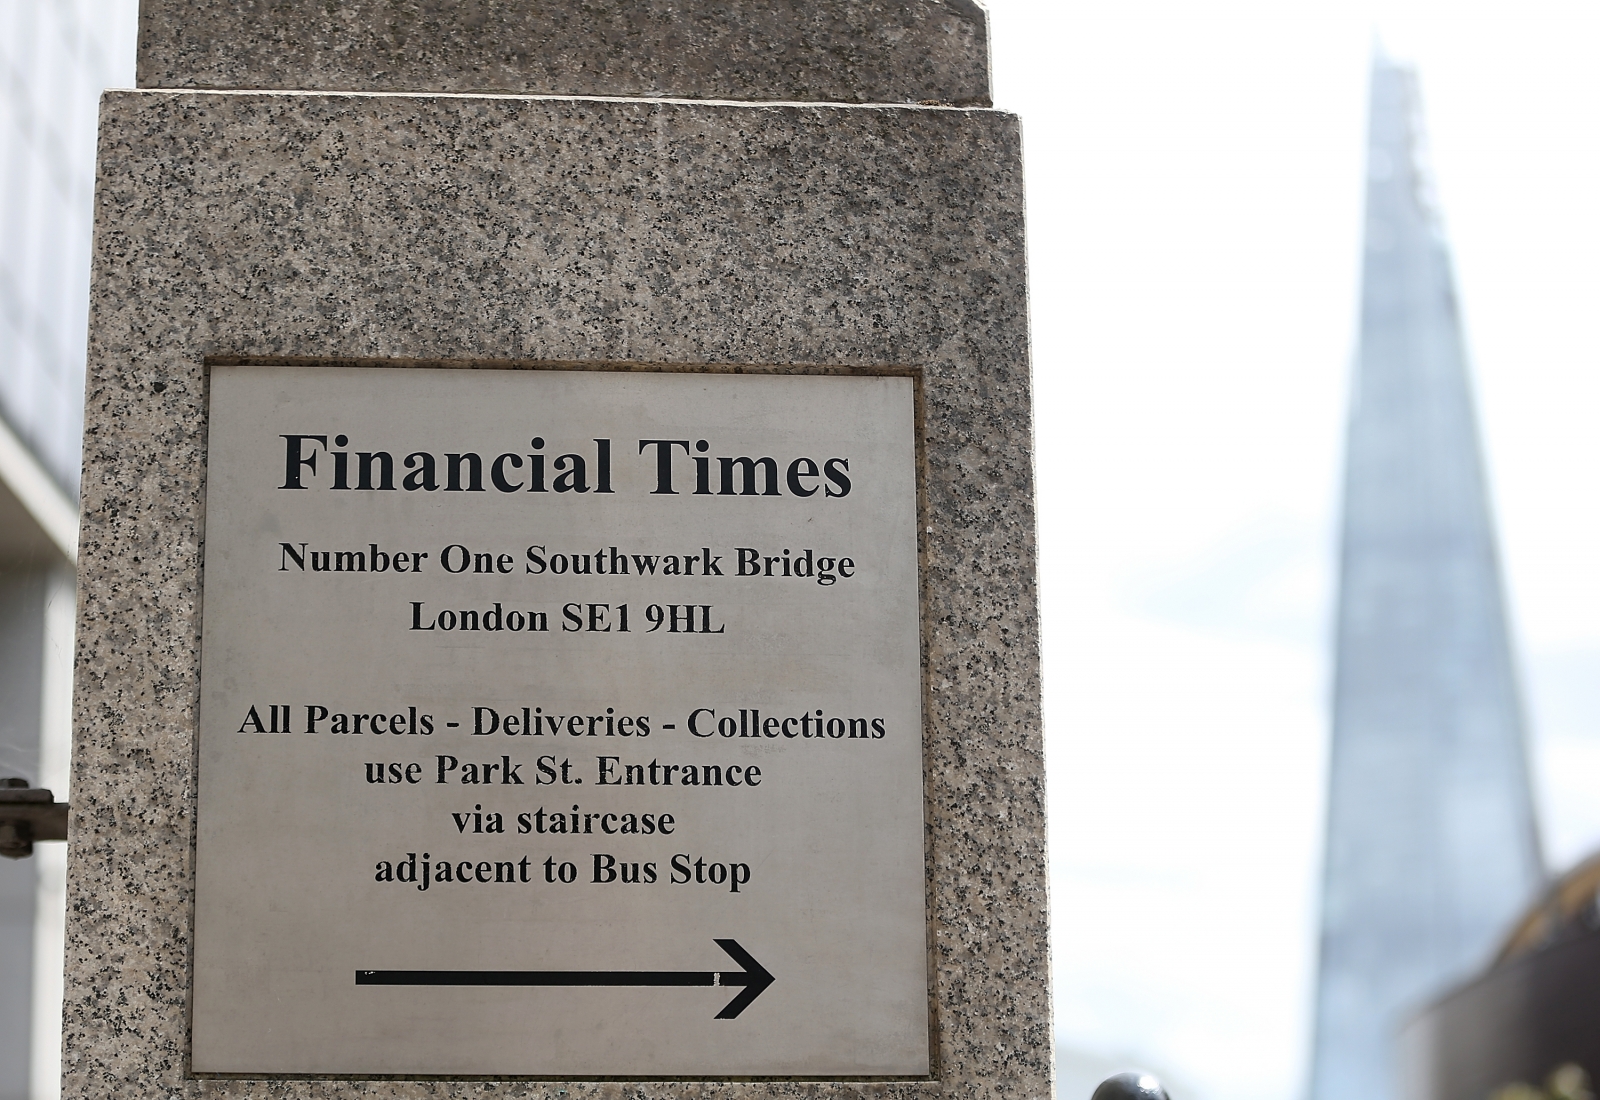 Financial Times
Number One Southwark Bridge
London SE1 9HL
All Parcels - Deliveries - Collections
use Park St. Entrance
via staircase
adjacent to Bus Stop